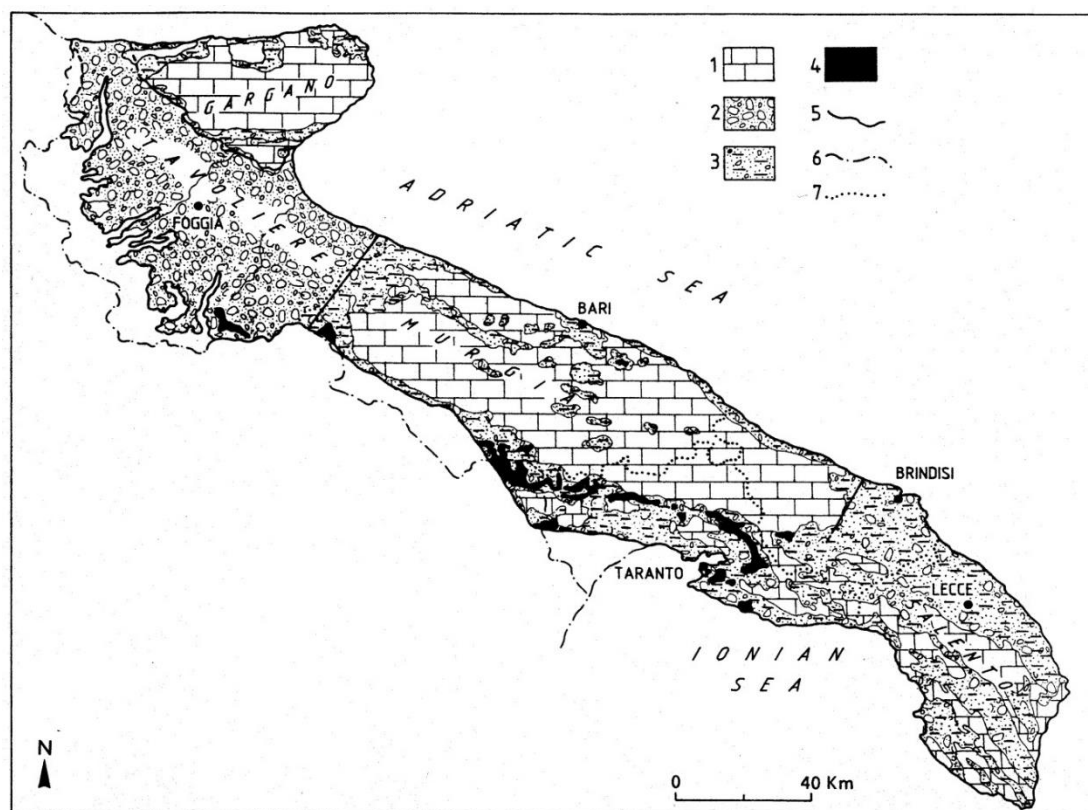 1
2
3
4
5
6
7
GARGANO
TAVOLIERE
FOGGIA
ADRIATIC SEA
BARI
MURGIA
BRINDISI
TARANTO
LECCE
SALENTO
IONIAN
SEA
N
0 40 Km